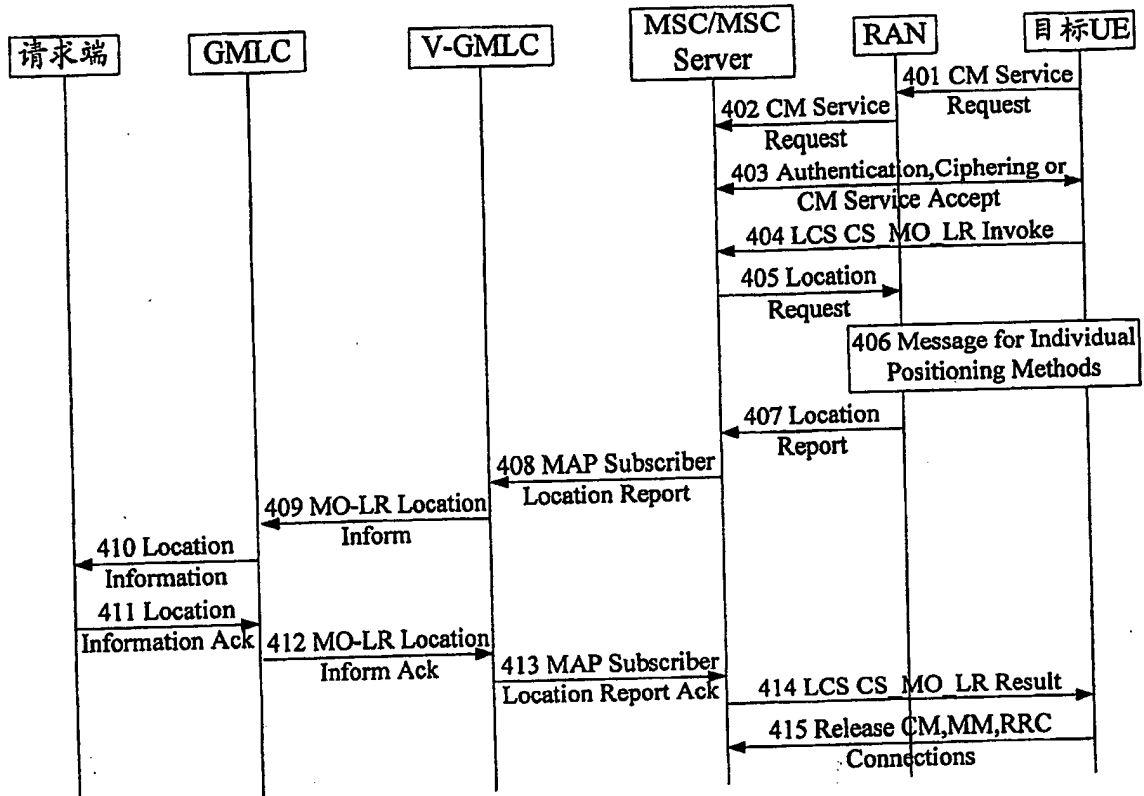 请求端
GMLC
V-GMLC
MSC/MSC
Server
RAN
目标UE
401 CM Service
Request
402 CM Service
Request
403 Authentication,Ciphering or
CM Service Accept
404 LCS CS_MO_LR Invoke
405 Location
Request
406 Message for Individual
Positioning Methods
407 Location
Report
408 MAP Subscriber
Location Report
409 MO-LR Location
Inform
410 Location
Information
411 Location
Information Ack
412 MO-LR Location
Inform Ack
413 MAP Subscriber
Location Report Ack
414 LCS CS_MO_LR Result
415 Release CM,MM,RRC
Connections